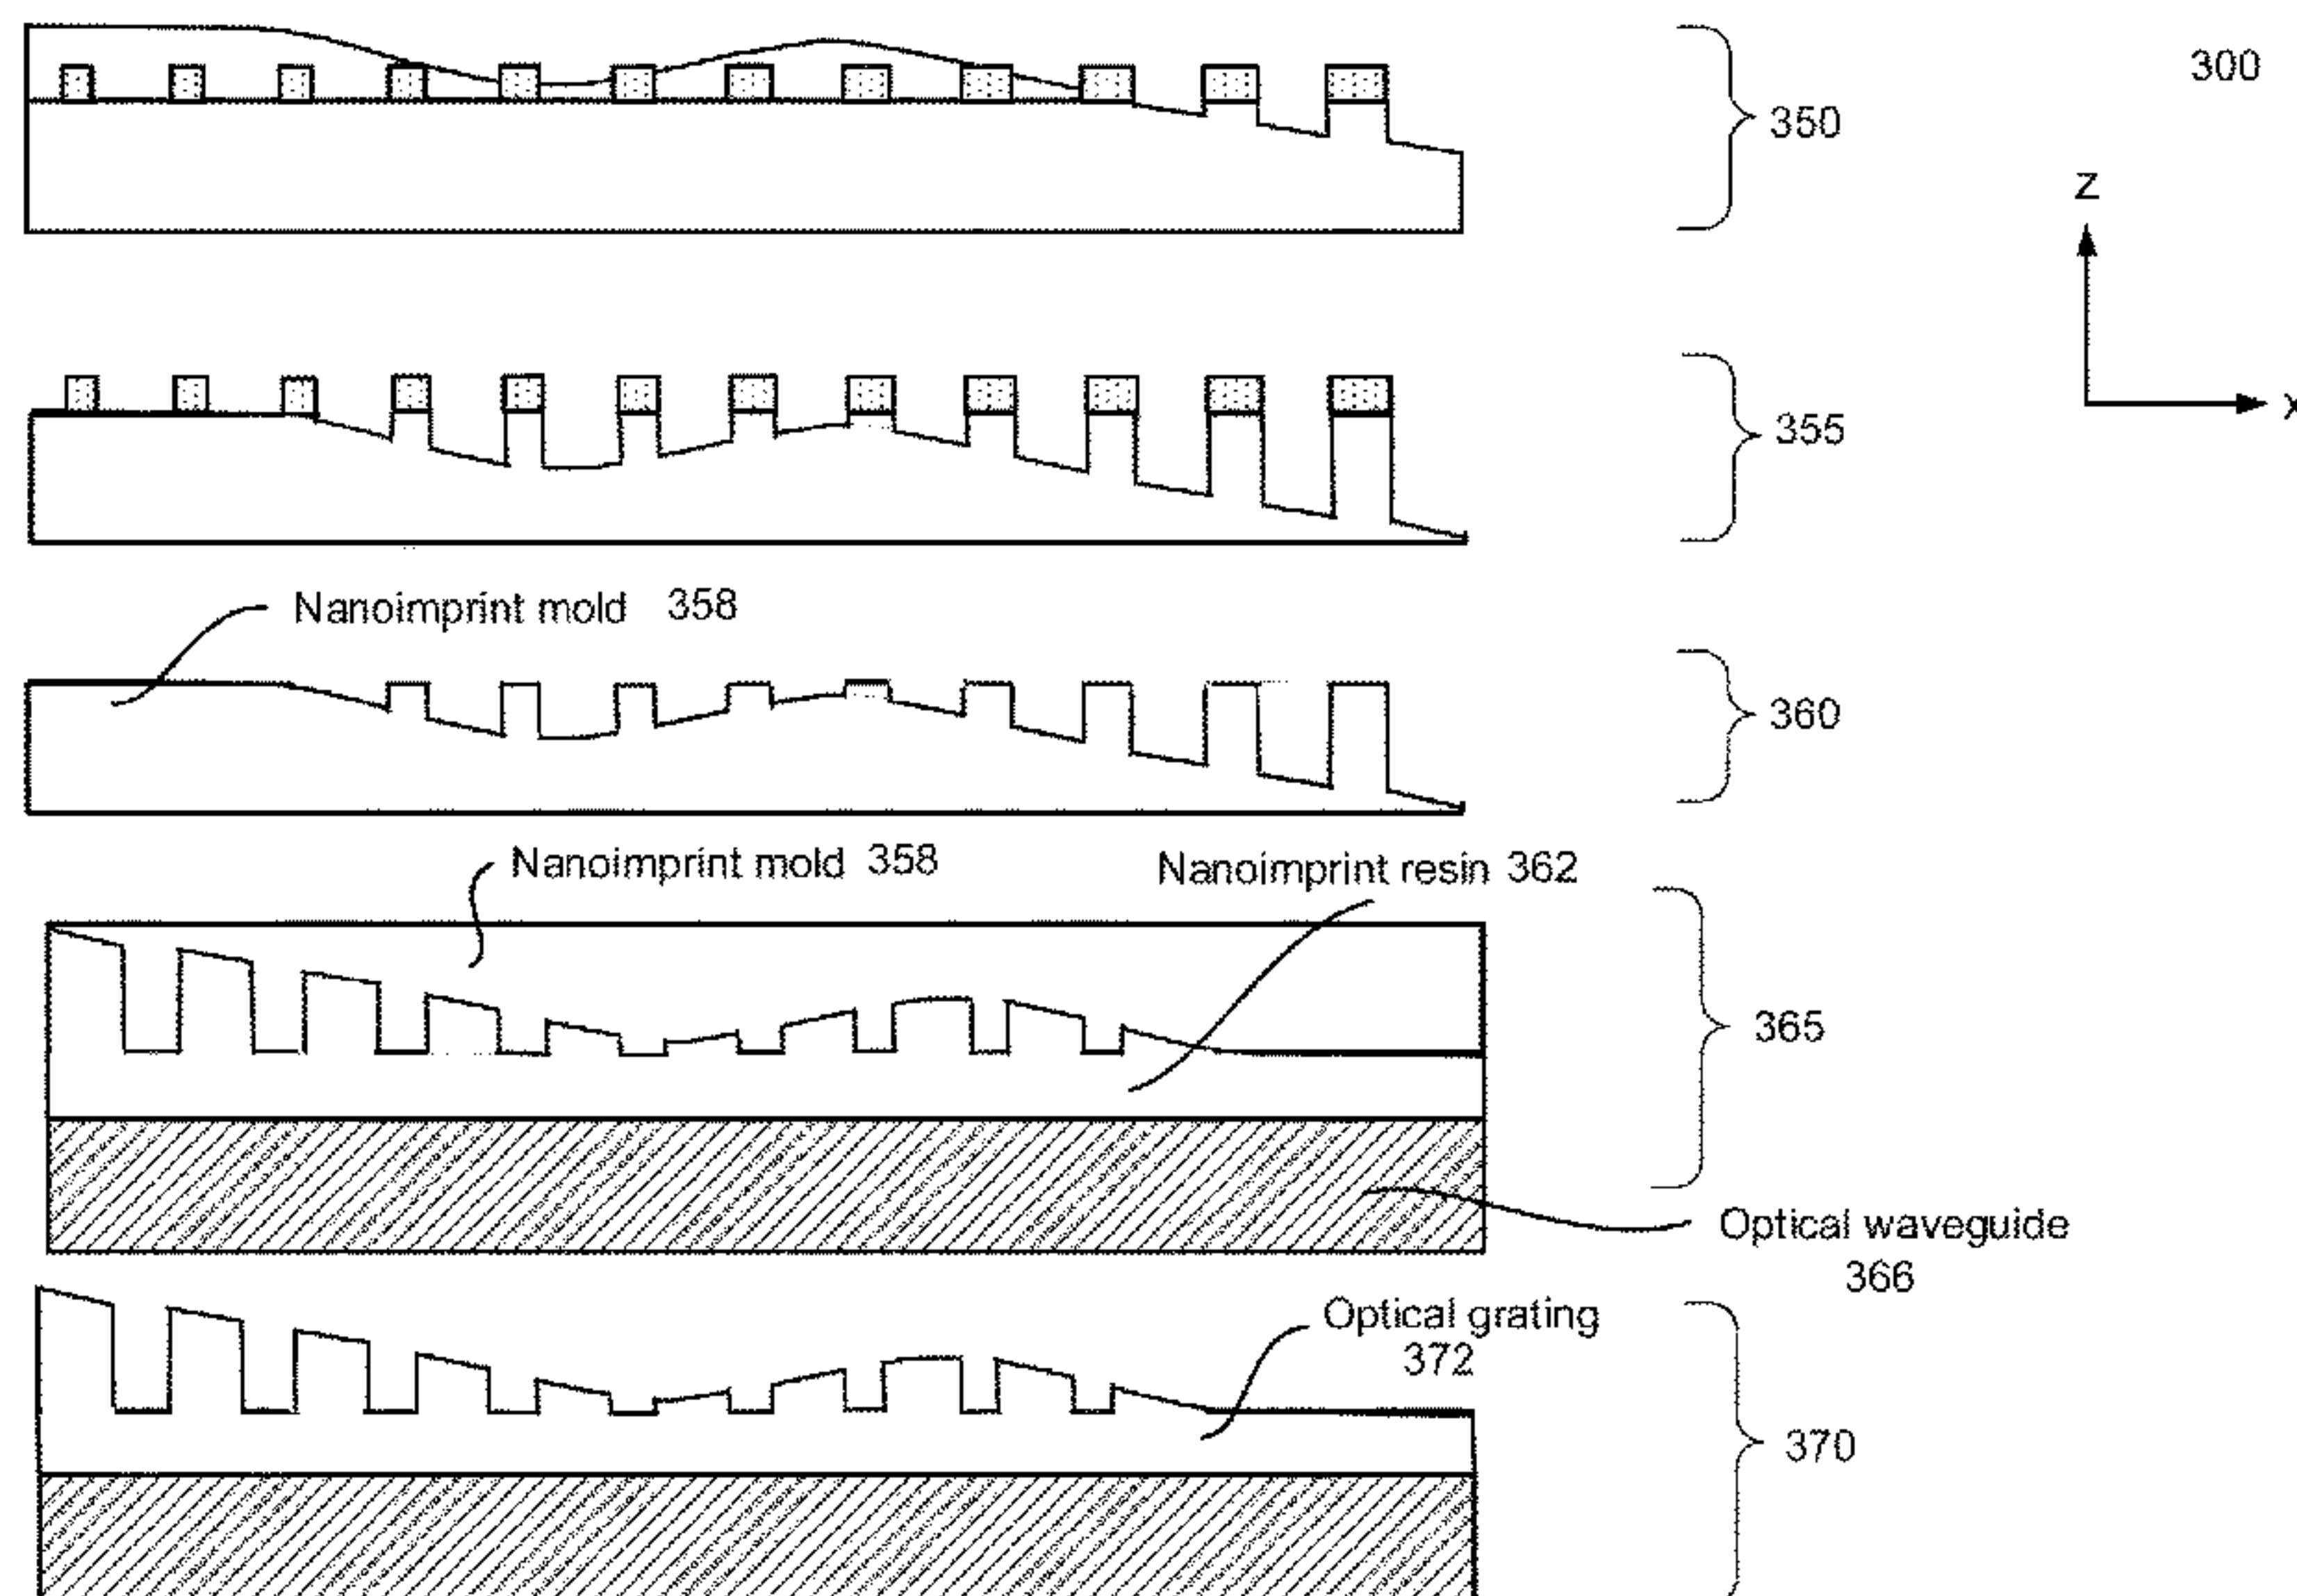 300
350
Z
X
355
Nanoimprint mold 358
360
Nanoimprint mold 358
Nanoimprint resin 362
365
Optical waveguide
366
Optical grating
372
370